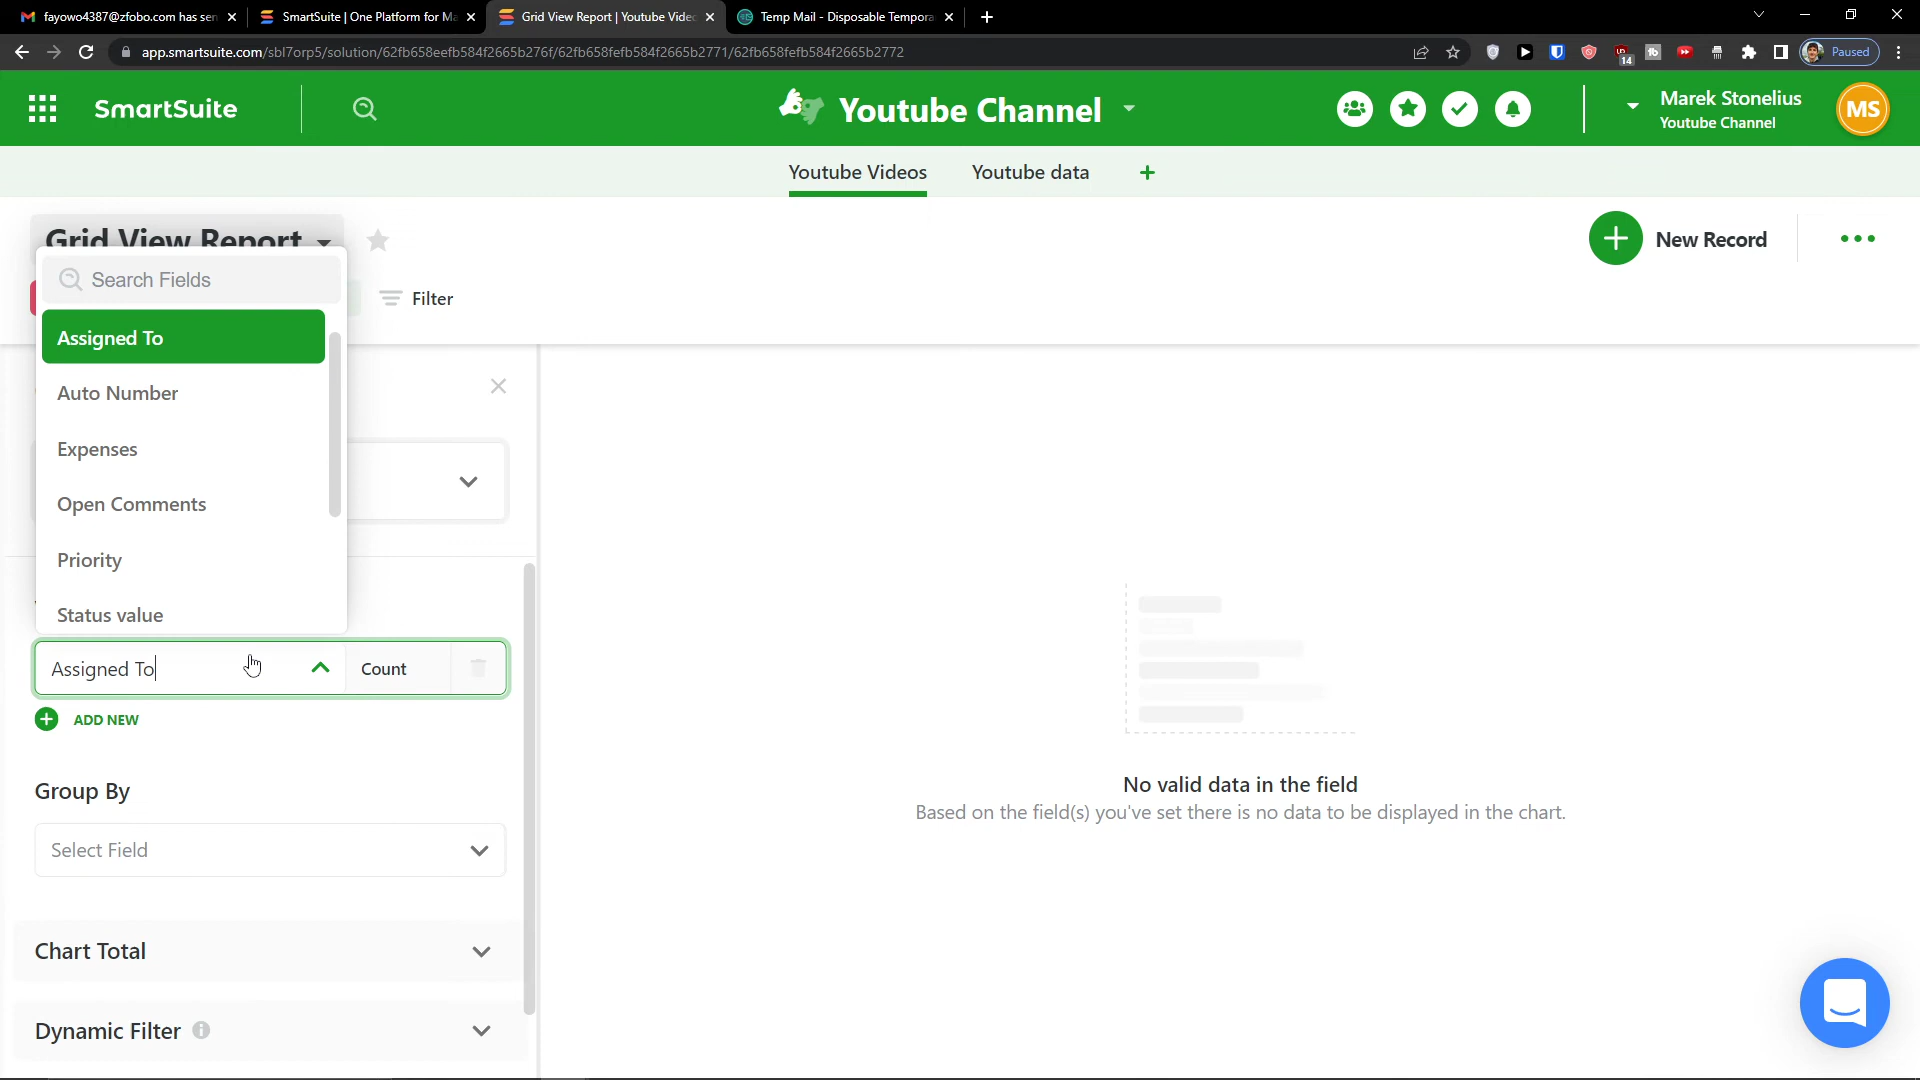 fayowo4387@zfobo.com has sen
SmartSuite | One Platform for Ma
Grid View Report | Youtube Video
Temp Mail - Disposable Tempora
app.smartsuite.com/sbl7orp5/solution/62fb658eefb584f2665b276f/62fb658fefb584f2665b2771/62fb658fefb584f2665b2772
14
Paused
SmartSuite
Youtube Channel
Marek Stonelius
Youtube Channel
MS
Youtube Videos
Youtube data
Grid View Report
New Record
Search Fields
Filter
Assigned To
Auto Number
Expenses
Open Comments
Priority
Status value
Assigned To
Count
ADD NEW
Group By
Select Field
Chart Total
Dynamic Filter
No valid data in the field
Based on the field(s) you've set there is no data to be displayed in the chart.